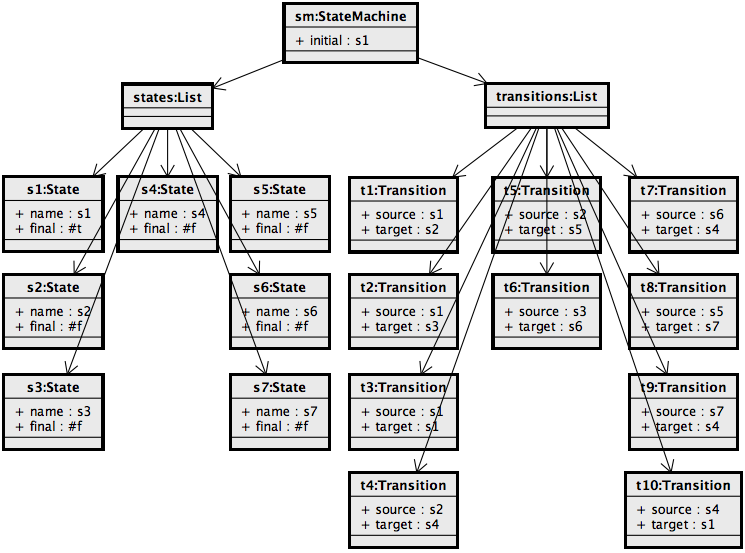 sm:StateMachine
+ initial : s1
states:List
transitions:List
s1:State
+ name : s1
+ final : #t
s4:State
+ name : s4
+ final : #f
s5:State
+ name : s5
+ final : #f
t1:Transition
+ source : s1
+ target : s2
t5:Transition
+ source : s2
+ target : s5
t7:Transition
+ source : s6
+ target : s4
s2:State
+ name : s2
+ final : #f
s6:State
+ name : s6
+ final : #f
t2:Transition
+ source : s1
+ target : s3
t6:Transition
+ source : s3
+ target : s6
t8:Transition
+ source : s5
+ target : s7
s3:State
+ name : s3
+ final : #f
s7:State
+ name : s7
+ final : #f
t3:Transition
+ source : s1
+ target : s1
t9:Transition
+ source : s7
+ target : s4
t4:Transition
+ source : s2
+ target : s4
t10:Transition
+ source : s4
+ target : s1